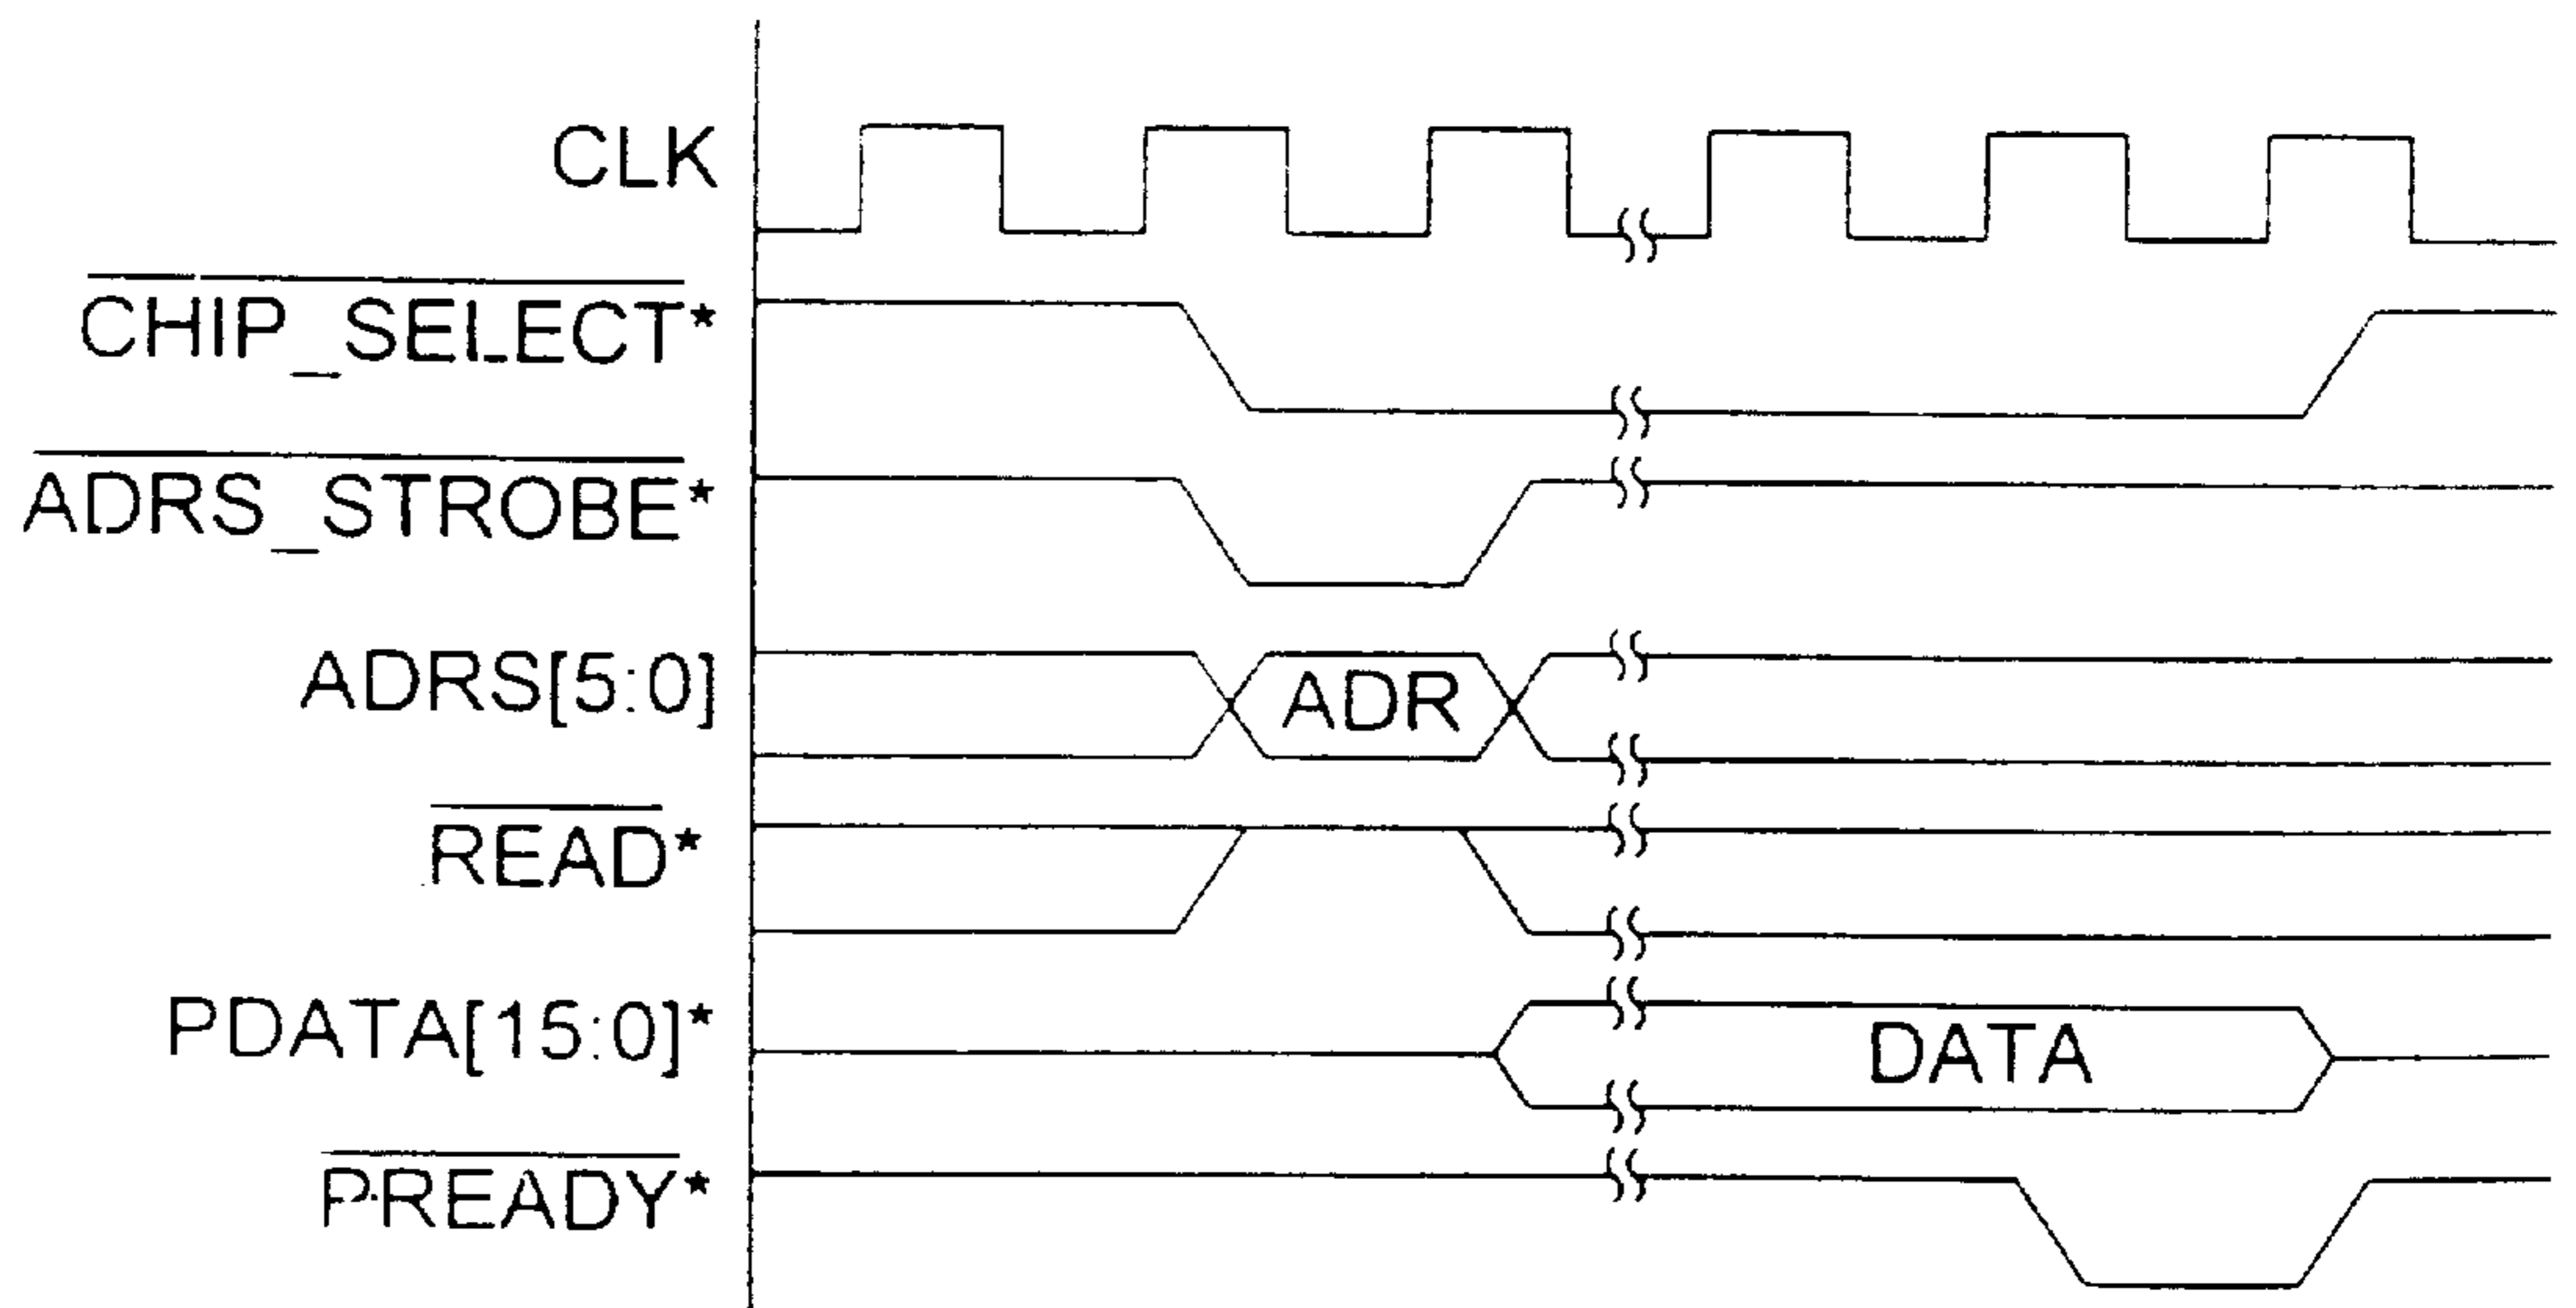 CLK
CHIP_SELECT*
ADRS_STROBE*
ADRS[5:0]
ADR
READ*
PDATA[15:0]*
DATA
PREADY*